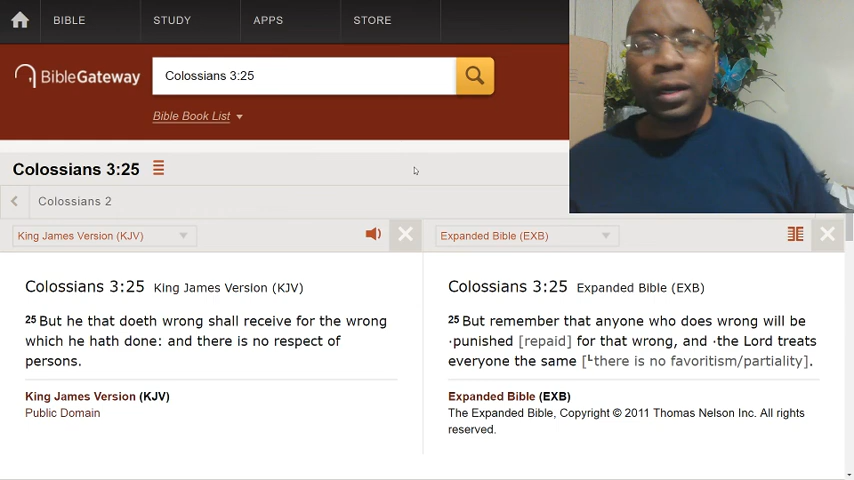 BIBLE STUDY APPS STORE
BibleGateway Colossians 3:25
Bible Book List
Colossians 3:25
Colossians 2
King James Version (KJV)
Expanded Bible (EXB)
Colossians 3:25 King James Version (KJV)
25 But he that doeth wrong shall receive for the wrong
which he hath done: and there is no respect of
persons.
King James Version (KJV)
Public Domain
Colossians 3:25 Expanded Bible (EXB)
25 But remember that anyone who does wrong will be
·punished [repaid] for that wrong, and ·the Lord treats
everyone the same [Lthere is no favoritism/partiality].
Expanded Bible (EXB)
The Expanded Bible, Copyright © 2011 Thomas Nelson Inc. All rights
reserved.